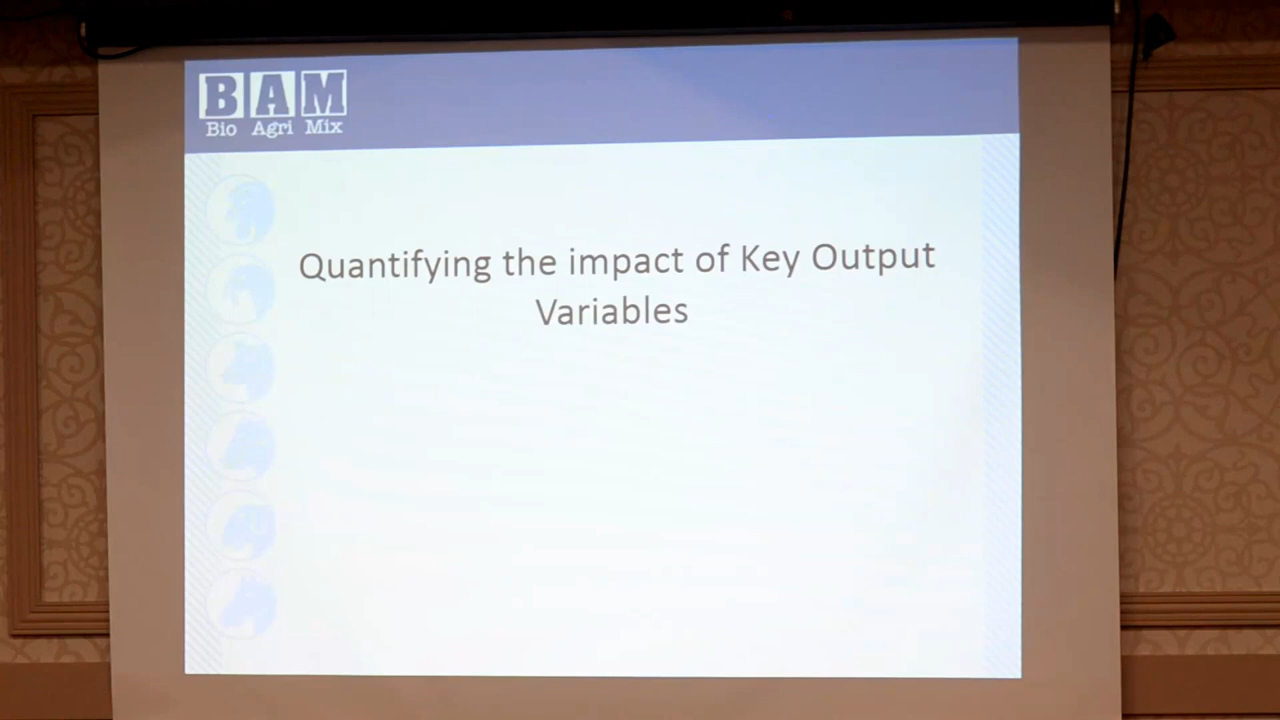 BAM
Bio Agri Mix
Quantifying the impact of Key Output
Variables